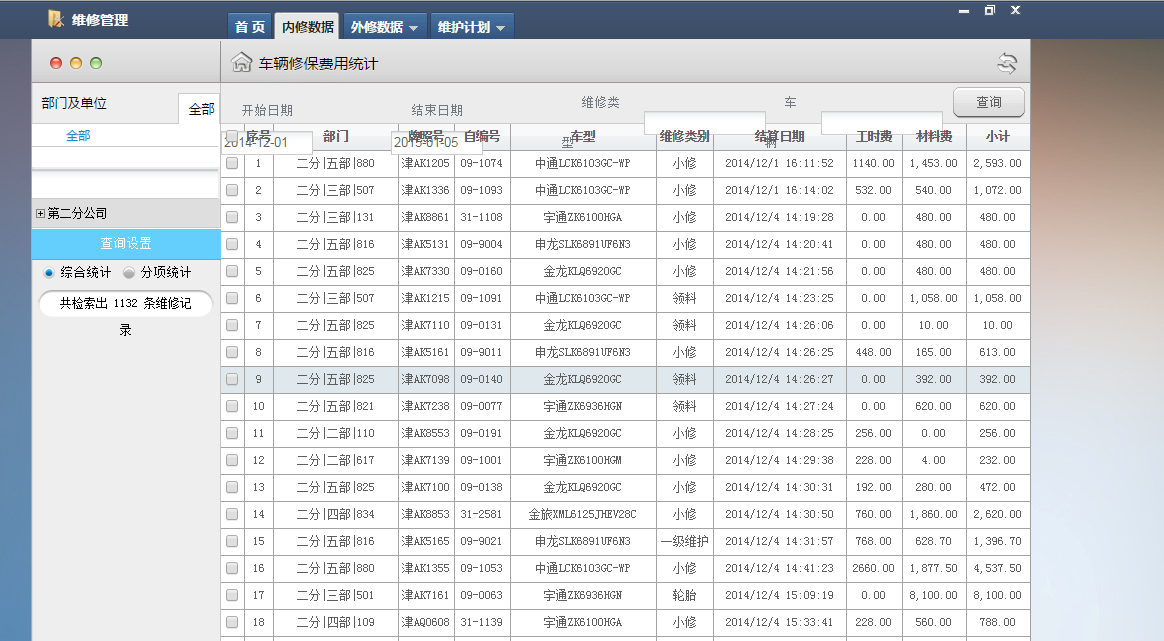 维修管理
首 页 内修数据 外修数据 维护计划
车辆修保费用统计
部门及单位 全部
全部
第二分公司
查询设置
综合统计 分项统计
共检索出 1132 条维修记
录
开始日期 结束日期 维修类 车 查询
2014-12-01 2015-01-05 型 辆
序号 部门 牌照号 自编号 车型 维修类别 结算日期 工时费 材料费 小计
1 二分|五部|880 津AK1205 09-1074 中通LCK6103GC-WP 小修 2014/12/1 16:11:52 1140.00 1,453.00 2,593.00
2 二分|三部|507 津AK1336 09-1093 中通LCK6103GC-WP 小修 2014/12/1 16:14:02 532.00 540.00 1,072.00
3 二分|三部|131 津AK8861 31-1108 宇通ZK6100HGA 小修 2014/12/4 14:19:28 0.00 480.00 480.00
4 二分|五部|816 津AK5131 09-9004 申龙SLK6891UF6N3 小修 2014/12/4 14:20:41 0.00 480.00 480.00
5 二分|五部|825 津AK7330 09-0160 金龙KLQ6920GC 小修 2014/12/4 14:21:56 0.00 480.00 480.00
6 二分|三部|507 津AK1215 09-1091 中通LCK6103GC-WP 领料 2014/12/4 14:23:25 0.00 1,058.00 1,058.00
7 二分|五部|825 津AK7110 09-0131 金龙KLQ6920GC 领料 2014/12/4 14:26:06 0.00 10.00 10.00
8 二分|五部|816 津AK5161 09-9011 申龙SLK6891UF6N3 小修 2014/12/4 14:26:25 448.00 165.00 613.00
9 二分|五部|825 津AK7098 09-0140 金龙KLQ6920GC 领料 2014/12/4 14:26:27 0.00 392.00 392.00
10 二分|五部|821 津AK7238 09-0077 宇通ZK6936HGN 领料 2014/12/4 14:27:24 0.00 620.00 620.00
11 二分|二部|110 津AK8553 09-0191 金龙KLQ6920GC 小修 2014/12/4 14:28:25 256.00 0.00 256.00
12 二分|二部|617 津AK7139 09-1001 宇通ZK6100HGM 小修 2014/12/4 14:29:38 228.00 4.00 232.00
13 二分|五部|825 津AK7100 09-0138 金龙KLQ6920GC 小修 2014/12/4 14:30:31 192.00 280.00 472.00
14 二分|四部|834 津AK8853 31-2581 金旅XML6125JHEV28C 小修 2014/12/4 14:30:50 760.00 1,860.00 2,620.00
15 二分|五部|816 津AK5165 09-9021 申龙SLK6891UF6N3 一级维护 2014/12/4 14:31:57 768.00 628.70 1,396.70
16 二分|五部|880 津AK1355 09-1053 中通LCK6103GC-WP 小修 2014/12/4 14:41:23 2660.00 1,877.50 4,537.50
17 二分|三部|501 津AK7161 09-0063 宇通ZK6936HGN 轮胎 2014/12/4 15:09:19 0.00 8,100.00 8,100.00
18 二分|四部|109 津AQ0608 31-1139 宇通ZK6100HGA 小修 2014/12/4 15:33:41 228.00 560.00 788.00